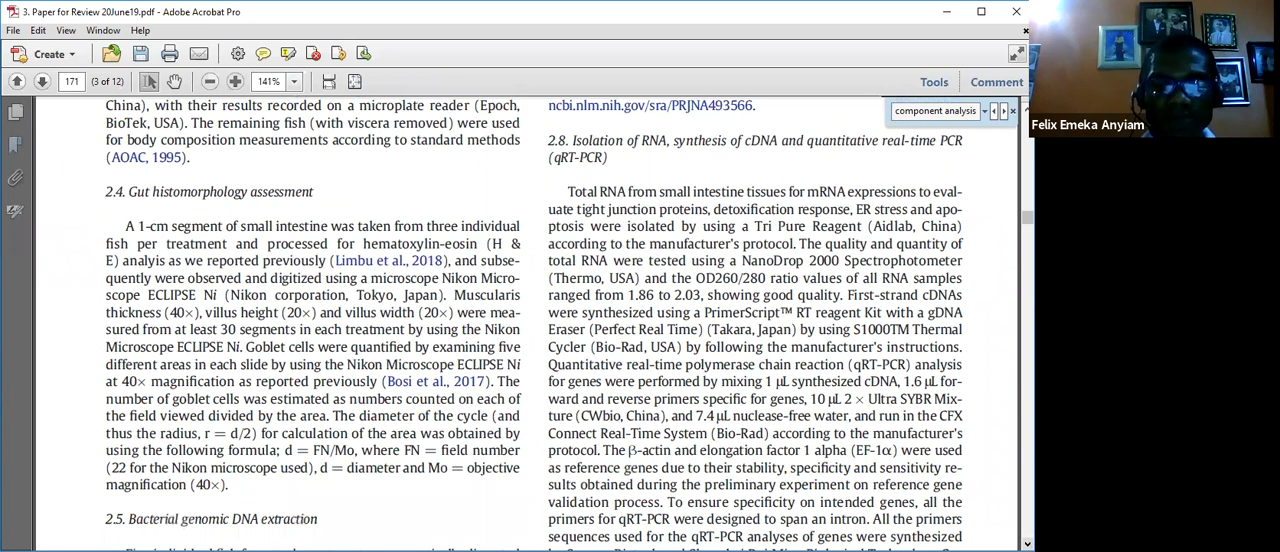 3. Paper for Review 20June19.pdf - Adobe Acrobat Pro
File Edit View Window Help
Create
171 (3 of 12) 141% Tools Comment
component analysis
China), with their results recorded on a microplate reader (Epoch,
BioTek, USA). The remaining fish (with viscera removed) were used
for body composition measurements according to standard methods
(AOAC, 1995).
2.4. Gut histomorphology assessment
A 1-cm segment of small intestine was taken from three individual
fish per treatment and processed for hematoxylin-eosin (H &
E) analyis as we reported previously (Limbu et al., 2018), and subse-
quently were observed and digitized using a microscope Nikon Micro-
scope ECLIPSE Ni (Nikon corporation, Tokyo, Japan). Muscularis
thickness (40×), villus height (20×) and villus width (20×) were mea-
sured from at least 30 segments in each treatment by using the Nikon
Microscope ECLIPSE Ni. Goblet cells were quantified by examining five
different areas in each slide by using the Nikon Microscope ECLIPSE Ni
at 40× magnification as reported previously (Bosi et al., 2017). The
number of goblet cells was estimated as numbers counted on each of
the field viewed divided by the area. The diameter of the cycle (and
thus the radius, r = d/2) for calculation of the area was obtained by
using the following formula; d = FN/Mo, where FN = field number
(22 for the Nikon microscope used), d = diameter and Mo = objective
magnification (40×).
2.5. Bacterial genomic DNA extraction
ncbi.nlm.nih.gov/sra/PRJNA493566.
2.8. Isolation of RNA, synthesis of cDNA and quantitative real-time PCR
(qRT-PCR)
Total RNA from small intestine tissues for mRNA expressions to eval-
uate tight junction proteins, detoxification response, ER stress and apo-
ptosis were isolated by using a Tri Pure Reagent (Aidlab, China)
according to the manufacturer's protocol. The quality and quantity of
total RNA were tested using a NanoDrop 2000 Spectrophotometer
(Thermo, USA) and the OD260/280 ratio values of all RNA samples
ranged from 1.86 to 2.03, showing good quality. First-strand cDNAs
were synthesized using a PrimerScript™ RT reagent Kit with a gDNA
Eraser (Perfect Real Time) (Takara, Japan) by using S1000TM Thermal
Cycler (Bio-Rad, USA) by following the manufacturer's instructions.
Quantitative real-time polymerase chain reaction (qRT-PCR) analysis
for genes were performed by mixing 1 μL synthesized cDNA, 1.6 μL for-
ward and reverse primers specific for genes, 10 μL 2 × Ultra SYBR Mix-
ture (CWbio, China), and 7.4 μL nuclease-free water, and run in the CFX
Connect Real-Time System (Bio-Rad) according to the manufacturer's
protocol. The β-actin and elongation factor 1 alpha (EF-1α) were used
as reference genes due to their stability, specificity and sensitivity re-
sults obtained during the preliminary experiment on reference gene
validation process. To ensure specificity on intended genes, all the
primers for qRT-PCR were designed to span an intron. All the primers
sequences used for the qRT-PCR analyses of genes were synthesized
Felix Emeka Anyiam